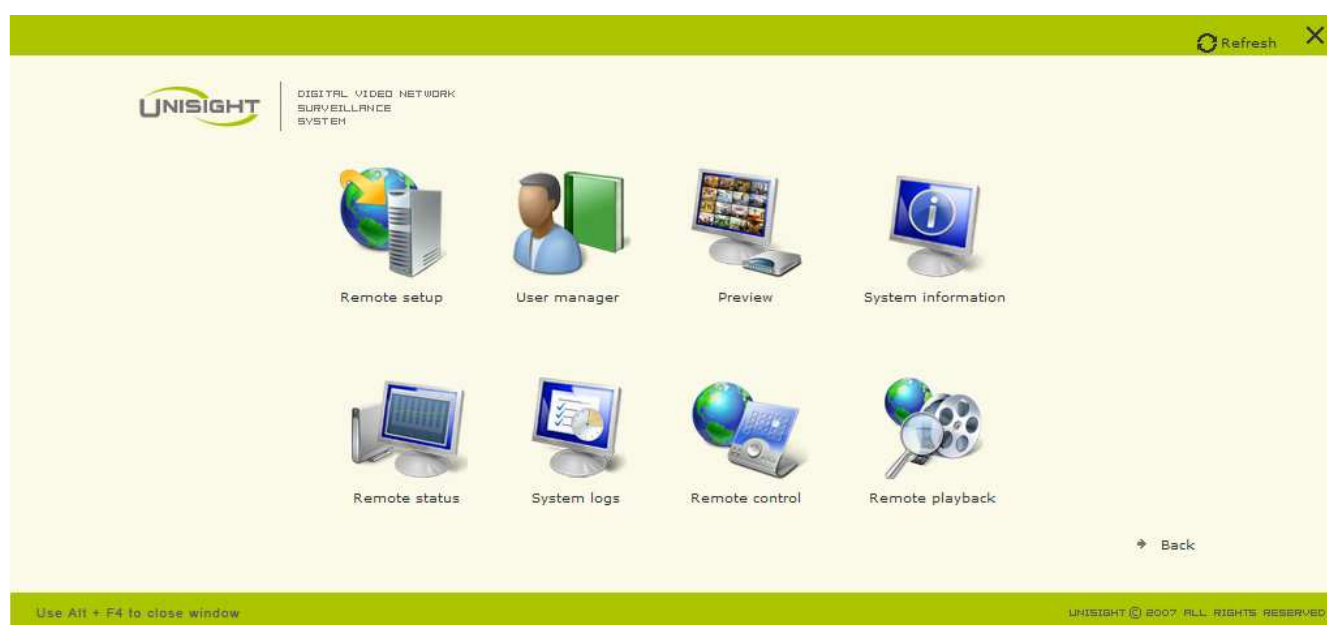 Refresh
UNISIGHT
DIGITAL VIDEO NETWORK
SURVEILLANCE
SYSTEM
Remote setup
User manager
Preview
System information
Remote status
System logs
Remote control
Remote playback
Back
Use Alt + F4 to close window
UNISIGHT © 2007 ALL RIGHTS RESERVED